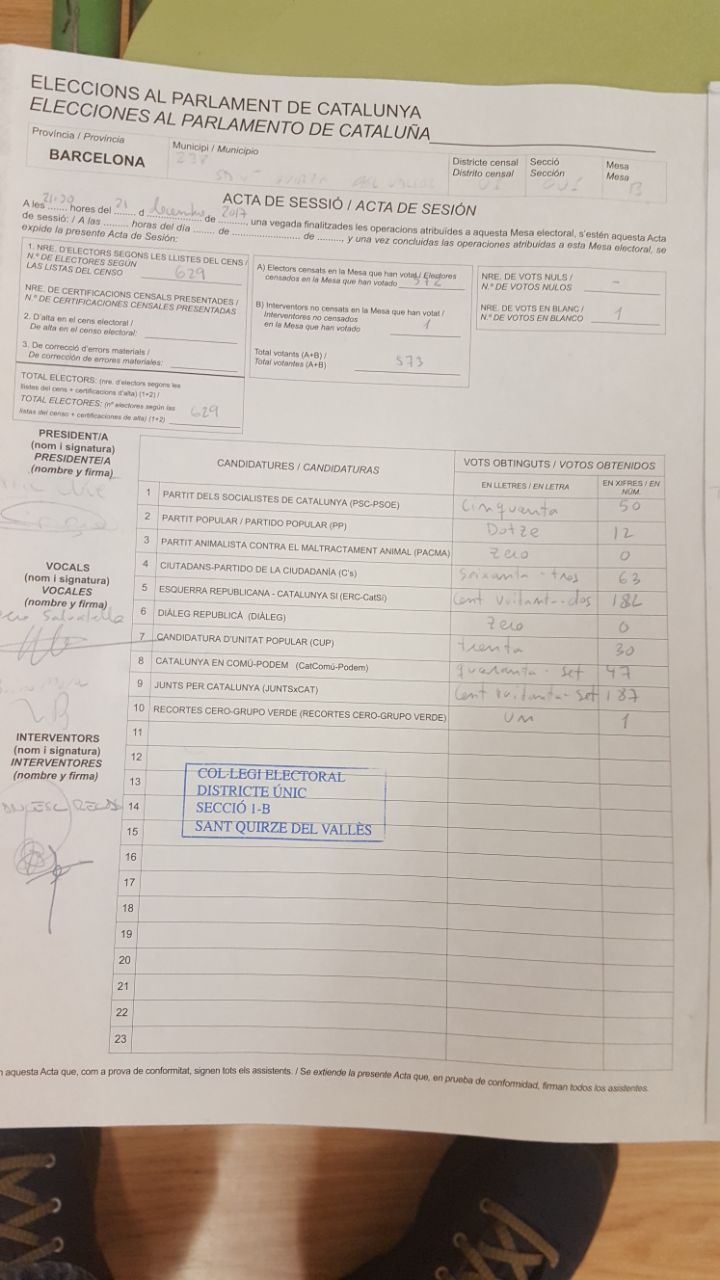 ELECCIONS AL PARLAMENT DE CATALUNYA
ELECCIONES AL PARLAMENTO DE CATALUÑA
Província / Provincia
BARCELONA
Municipi / Municipio
238
Districte censal
Distrito censal
Secció
Sección
001
Mesa
Mesa
B
ACTA DE SESSIÓ / ACTA DE SESIÓN
A les 21:20 hores del 21 d desembre de 2017, una vegada finalitzades les operacions atribuïdes a aquesta Mesa electoral, s'estén aquesta Acta
de sessió: / A las ........ horas del día ........ de ........................ de ........, y una vez concluidas las operaciones atribuidas a esta Mesa electoral, se
expide la presente Acta de Sesión:
1. NRE. D'ELECTORS SEGONS LES LLISTES DEL CENS /
N.º DE ELECTORES SEGÚN
LAS LISTAS DEL CENSO 629
NRE. DE CERTIFICACIONS CENSALS PRESENTADES /
N.º DE CERTIFICACIONES CENSALES PRESENTADAS
2. D'alta en el cens electoral /
De alta en el censo electoral:
3. De correcció d'errors materials /
De corrección de errores materiales:
TOTAL ELECTORS: (nre. d'electors segons les
llistes del cens + certificacions d'alta) (1+2) /
TOTAL ELECTORES: (nº electores según las
listas del censo + certificaciones de alta) (1+2) 629
A) Electors censats en la Mesa que han votat / Electores
censados en la Mesa que han votado 572
B) Interventors no censats en la Mesa que han votat /
Interventores no censados
en la Mesa que han votado 1
Total votants (A+B) /
Total votantes (A+B) 573
NRE. DE VOTS NULS /
N.º DE VOTOS NULOS -
NRE. DE VOTS EN BLANC /
N.º DE VOTOS EN BLANCO 1
PRESIDENT/A
(nom i signatura)
PRESIDENTE/A
(nombre y firma)
VOCALS
(nom i signatura)
VOCALES
(nombre y firma)
INTERVENTORS
(nom i signatura)
INTERVENTORES
(nombre y firma)
CANDIDATURES / CANDIDATURAS
VOTS OBTINGUTS / VOTOS OBTENIDOS
EN LLETRES / EN LETRA
EN XIFRES / EN NÚM.
1 PARTIT DELS SOCIALISTES DE CATALUNYA (PSC-PSOE) Cinquanta 50
2 PARTIT POPULAR / PARTIDO POPULAR (PP) Dotze 12
3 PARTIT ANIMALISTA CONTRA EL MALTRACTAMENT ANIMAL (PACMA) zero 0
4 CIUTADANS-PARTIDO DE LA CIUDADANÍA (C's) Seixanta-tres 63
5 ESQUERRA REPUBLICANA - CATALUNYA SI (ERC-CatSí) Cent vuitanta-dos 182
6 DIÀLEG REPUBLICÀ (DIÀLEG) zero 0
7 CANDIDATURA D'UNITAT POPULAR (CUP) trenta 30
8 CATALUNYA EN COMÚ-PODEM (CatComú-Podem) quaranta-set 47
9 JUNTS PER CATALUNYA (JUNTSxCAT) Cent vuitanta-set 187
10 RECORTES CERO-GRUPO VERDE (RECORTES CERO-GRUPO VERDE) UN 1
11
12
13
14
15
16
17
18
19
20
21
22
23
COL·LEGI ELECTORAL
DISTRICTE ÚNIC
SECCIÓ 1-B
SANT QUIRZE DEL VALLÈS
aquesta Acta que, com a prova de conformitat, signen tots els assistents. / Se extiende la presente Acta que, en prueba de conformidad, firman todos los asistentes.